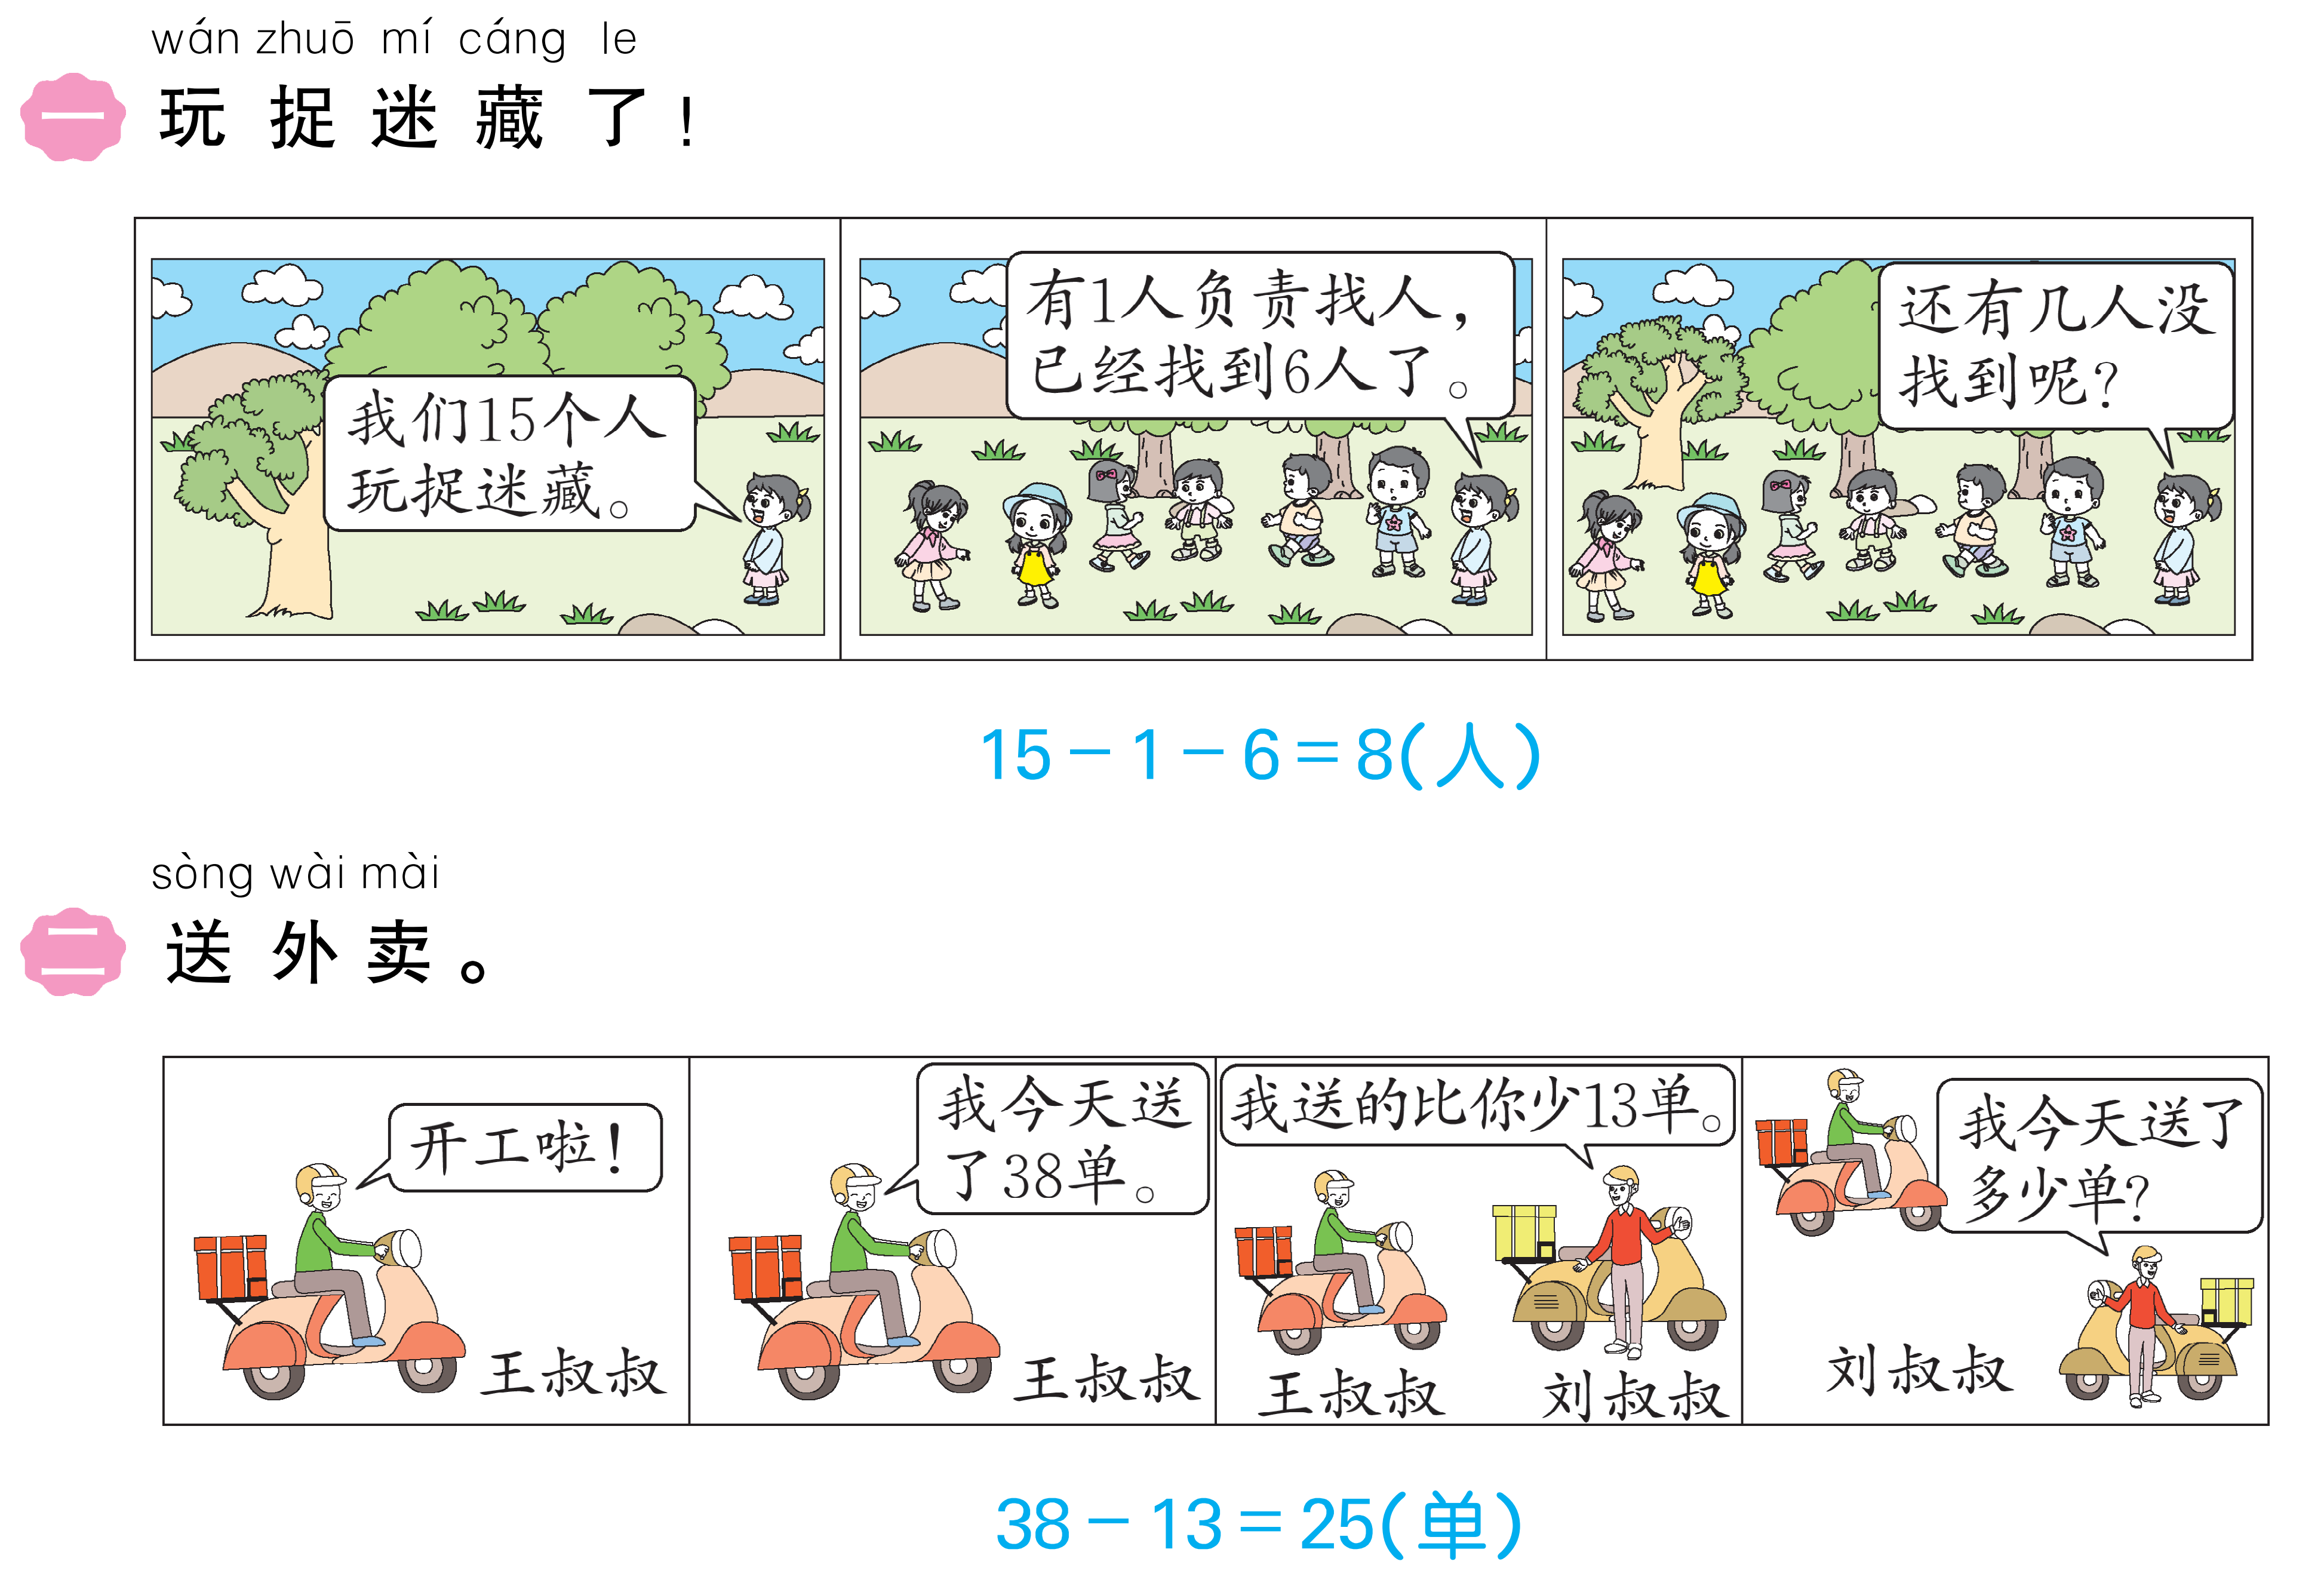 wán zhuō mí cáng le
一 玩捉迷藏了！
我们15个人
玩捉迷藏。
有1人负责找人，
已经找到6人了。
还有几人没
找到呢？
15－1－6＝8(人)
sòng wài mài
二 送外卖。
开工啦！
王叔叔
我今天送
了38单。
王叔叔
我送的比你少13单。
王叔叔 刘叔叔
我今天送了
多少单？
刘叔叔
38－13＝25(单)